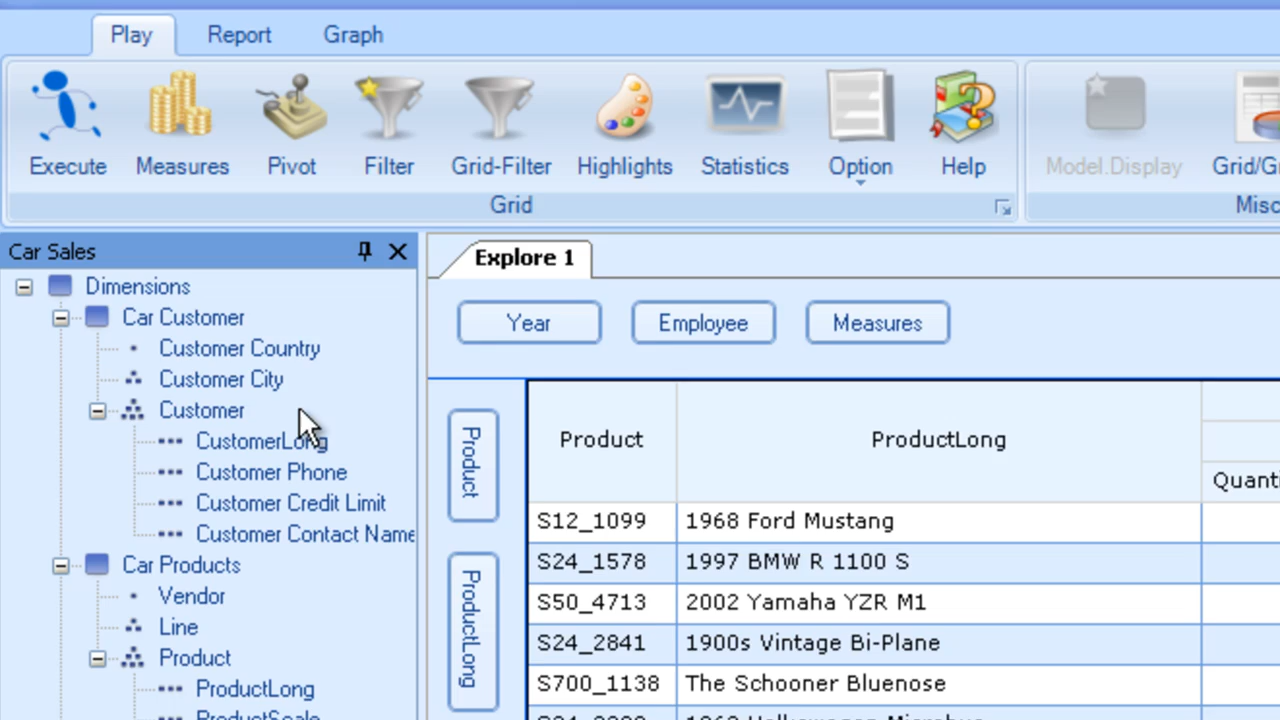 Play Report Graph
Execute Measures Pivot Filter Grid-Filter Highlights Statistics Option Help Model.Display
Grid Misc
Car Sales
Dimensions
Car Customer
Customer Country
Customer City
Customer
CustomerLong
Customer Phone
Customer Credit Limit
Customer Contact Name
Car Products
Vendor
Line
Product
ProductLong
ProductScale
Explore 1
Year Employee Measures
Product
ProductLong
Product ProductLong
S12_1099 1968 Ford Mustang
S24_1578 1997 BMW R 1100 S
S50_4713 2002 Yamaha YZR M1
S24_2841 1900s Vintage Bi-Plane
S700_1138 The Schooner Bluenose